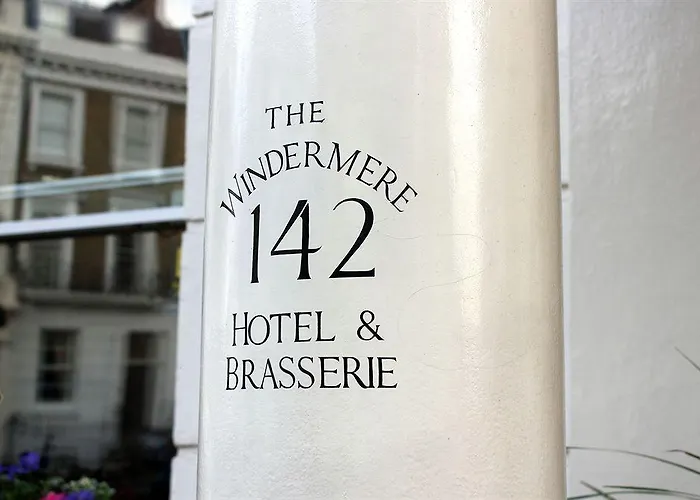 THE
WINDERMERE
142
HOTEL &
BRASSERIE